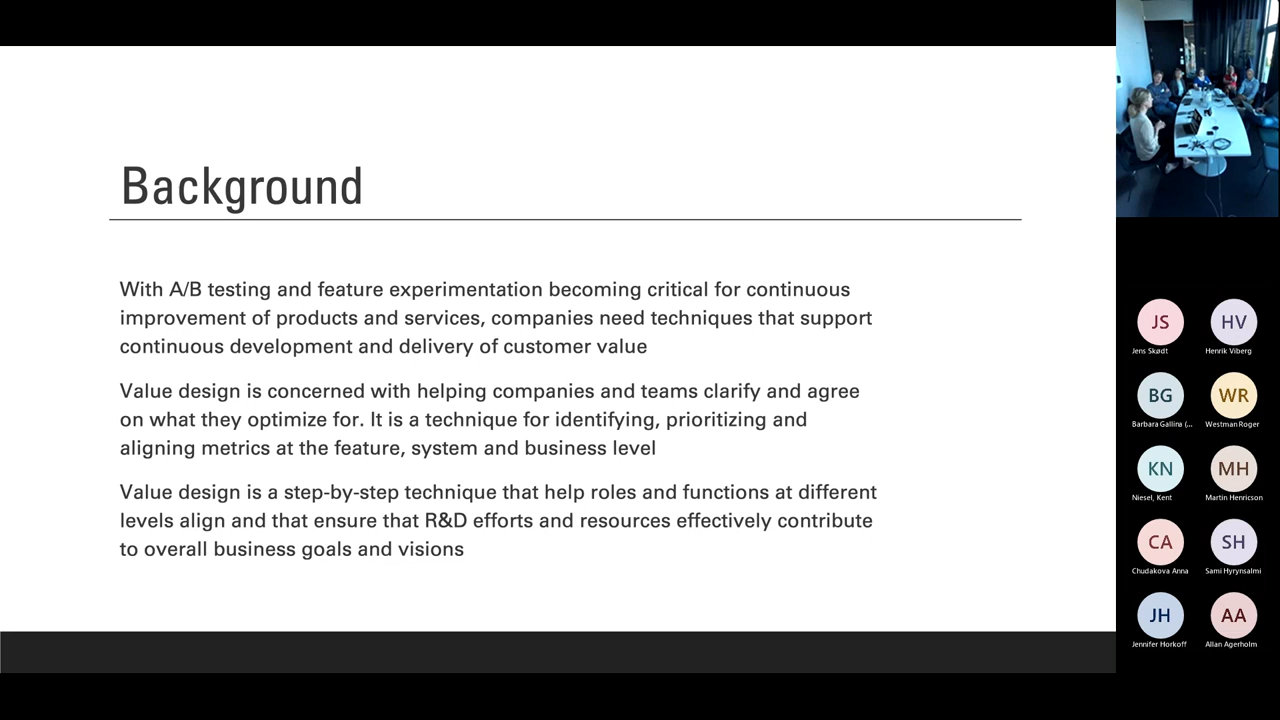 Background
With A/B testing and feature experimentation becoming critical for continuous
improvement of products and services, companies need techniques that support
continuous development and delivery of customer value
Value design is concerned with helping companies and teams clarify and agree
on what they optimize for. It is a technique for identifying, prioritizing and
aligning metrics at the feature, system and business level
Value design is a step-by-step technique that help roles and functions at different
levels align and that ensure that R&D efforts and resources effectively contribute
to overall business goals and visions
JS HV
Jens Skødt Henrik Viberg
BG WR
Barbara Gallina (... Westman Roger
KN MH
Niesel, Kent Martin Henricson
CA SH
Chudakova Anna Sami Hyrynsalmi
JH AA
Jennifer Horkoff Allan Agerholm